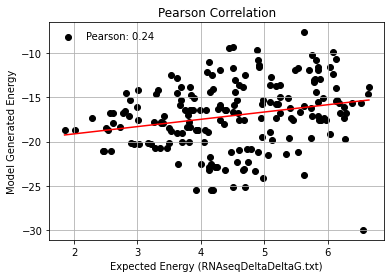 Pearson Correlation
Pearson: 0.24
Model Generated Energy
−10
−15
−20
−25
−30
2 3 4 5 6
Expected Energy (RNAseqDeltaDeltaG.txt)